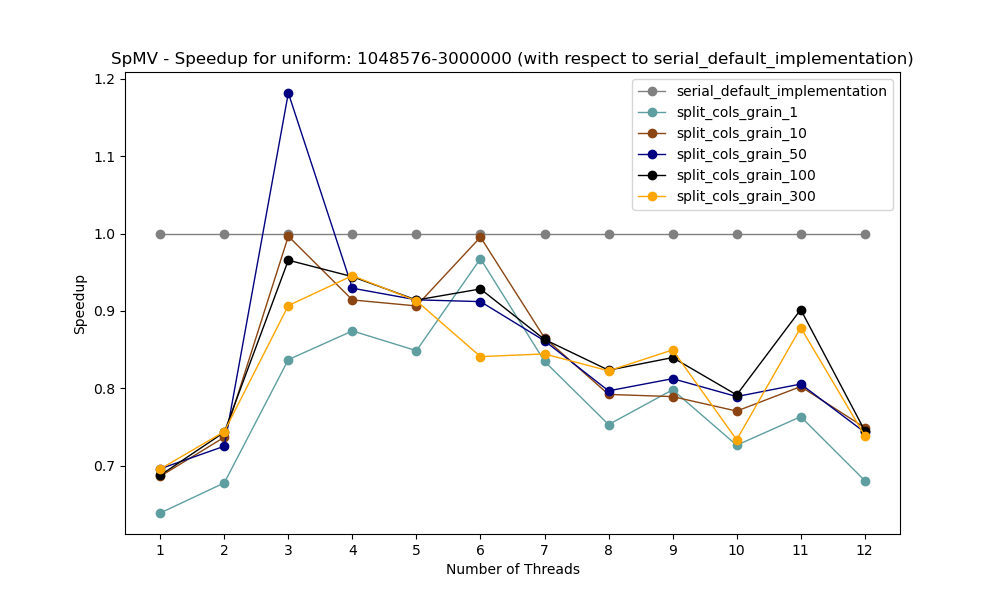 SpMV - Speedup for uniform: 1048576-3000000 (with respect to serial_default_implementation)
1.2
1.1
1.0
0.9
0.8
0.7
Speedup
serial_default_implementation
split_cols_grain_1
split_cols_grain_10
split_cols_grain_50
split_cols_grain_100
split_cols_grain_300
1 2 3 4 5 6 7 8 9 10 11 12
Number of Threads